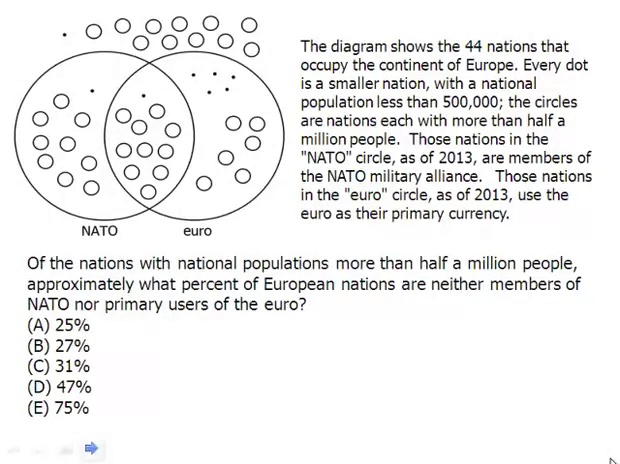 The diagram shows the 44 nations that
occupy the continent of Europe. Every dot
is a smaller nation, with a national
population less than 500,000; the circles
are nations each with more than half a
million people. Those nations in the
"NATO" circle, as of 2013, are members of
the NATO military alliance. Those nations
in the "euro" circle, as of 2013, use the
euro as their primary currency.
NATO
euro
Of the nations with national populations more than half a million people,
approximately what percent of European nations are neither members of
NATO nor primary users of the euro?
(A) 25%
(B) 27%
(C) 31%
(D) 47%
(E) 75%